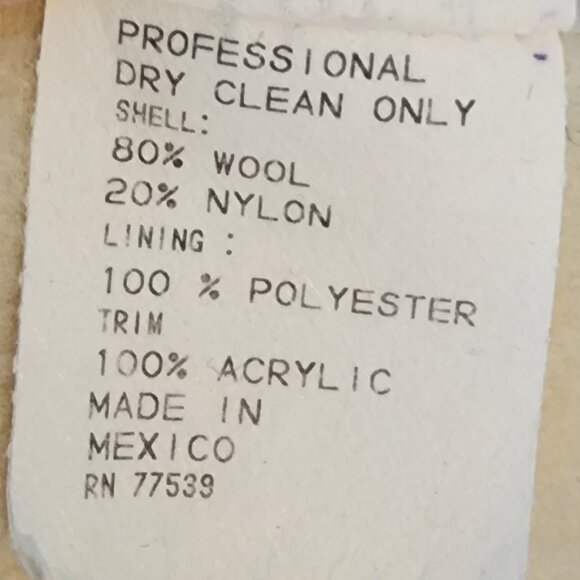 PROFESSIONAL
DRY CLEAN ONLY
SHELL:
80% WOOL
20% NYLON
LINING :
100 % POLYESTER
TRIM
100% ACRYLIC
MADE IN
MEXICO
RN 77539